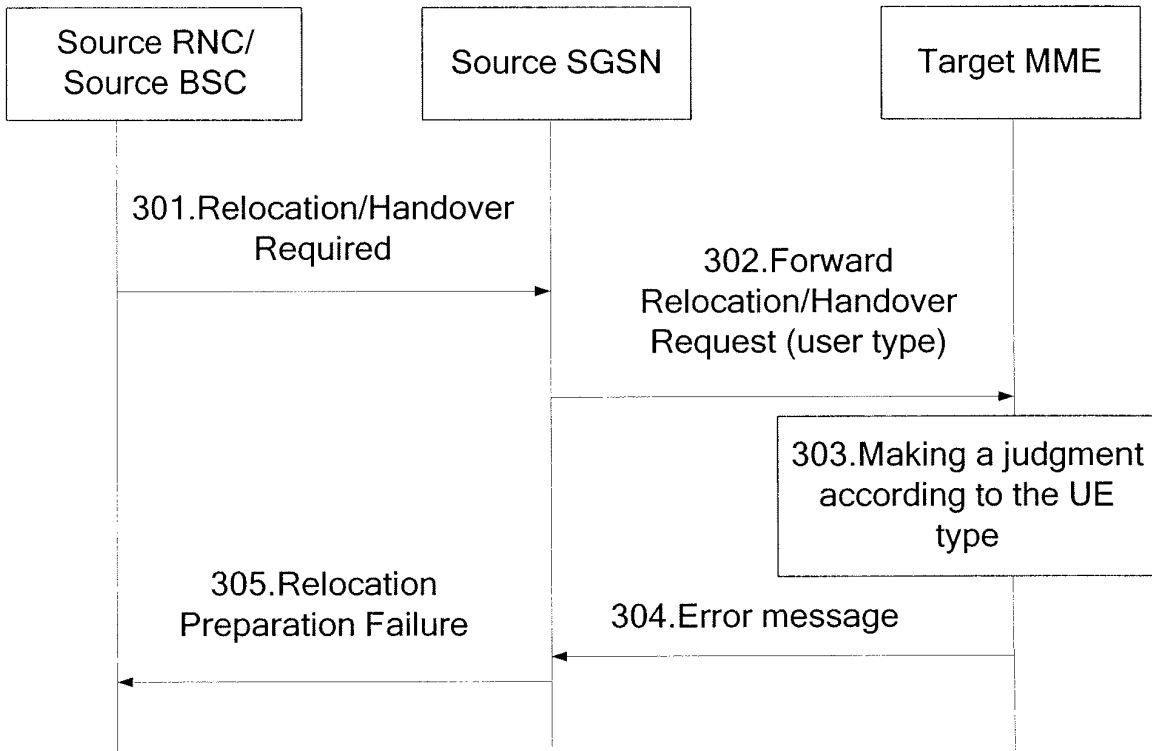 Source RNC/
Source BSC
Source SGSN
Target MME
301.Relocation/Handover
Required
302.Forward
Relocation/Handover
Request (user type)
303.Making a judgment
according to the UE
type
304.Error message
305.Relocation
Preparation Failure